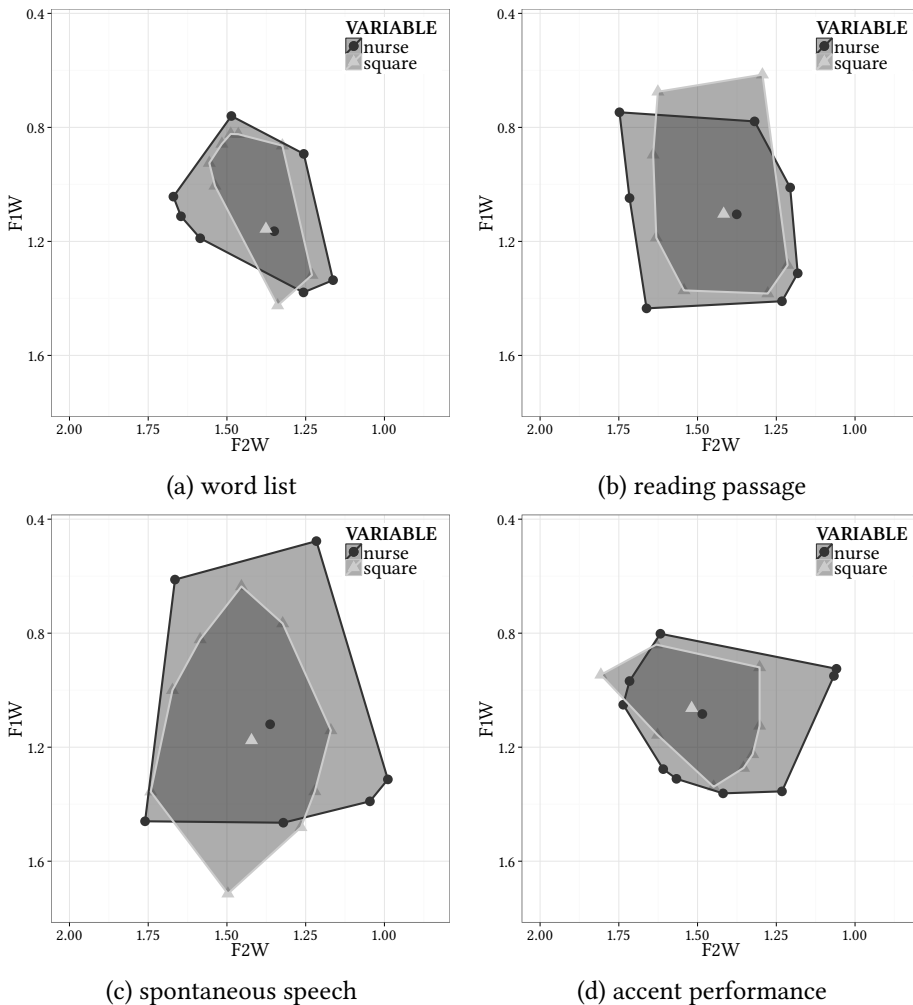 VARIABLE
nurse
square
0.4
0.8
1.2
1.6
F1W
2.00
1.75
1.50
1.25
1.00
F2W
(a) word list
VARIABLE
nurse
square
0.4
0.8
1.2
1.6
F1W
2.00
1.75
1.50
1.25
1.00
F2W
(b) reading passage
VARIABLE
nurse
square
0.4
0.8
1.2
1.6
F1W
2.00
1.75
1.50
1.25
1.00
F2W
(c) spontaneous speech
VARIABLE
nurse
square
0.4
0.8
1.2
1.6
F1W
2.00
1.75
1.50
1.25
1.00
F2W
(d) accent performance